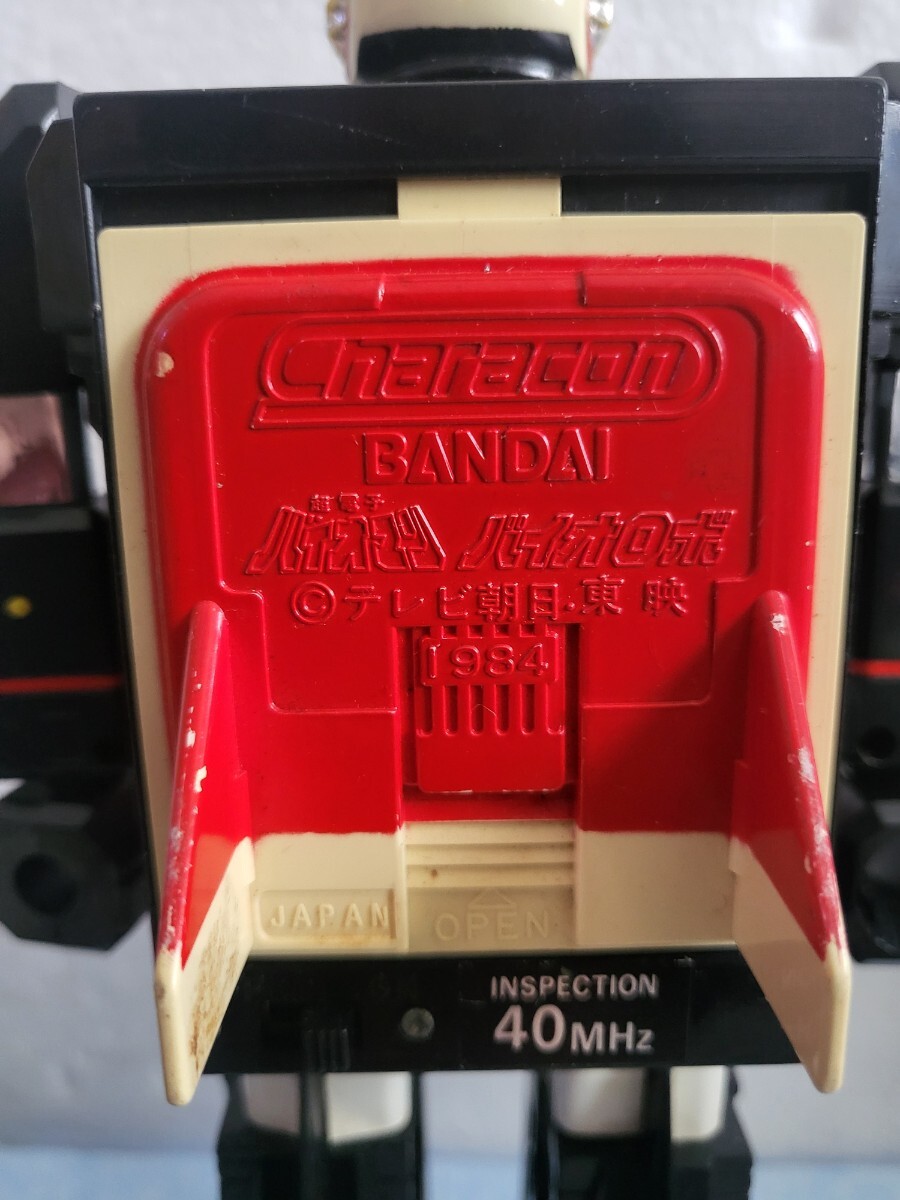 Characon
BANDAI
超電子
バイオマン バイオロボ
©テレビ朝日・東映
1984
JAPAN
OPEN
INSPECTION
40MHz